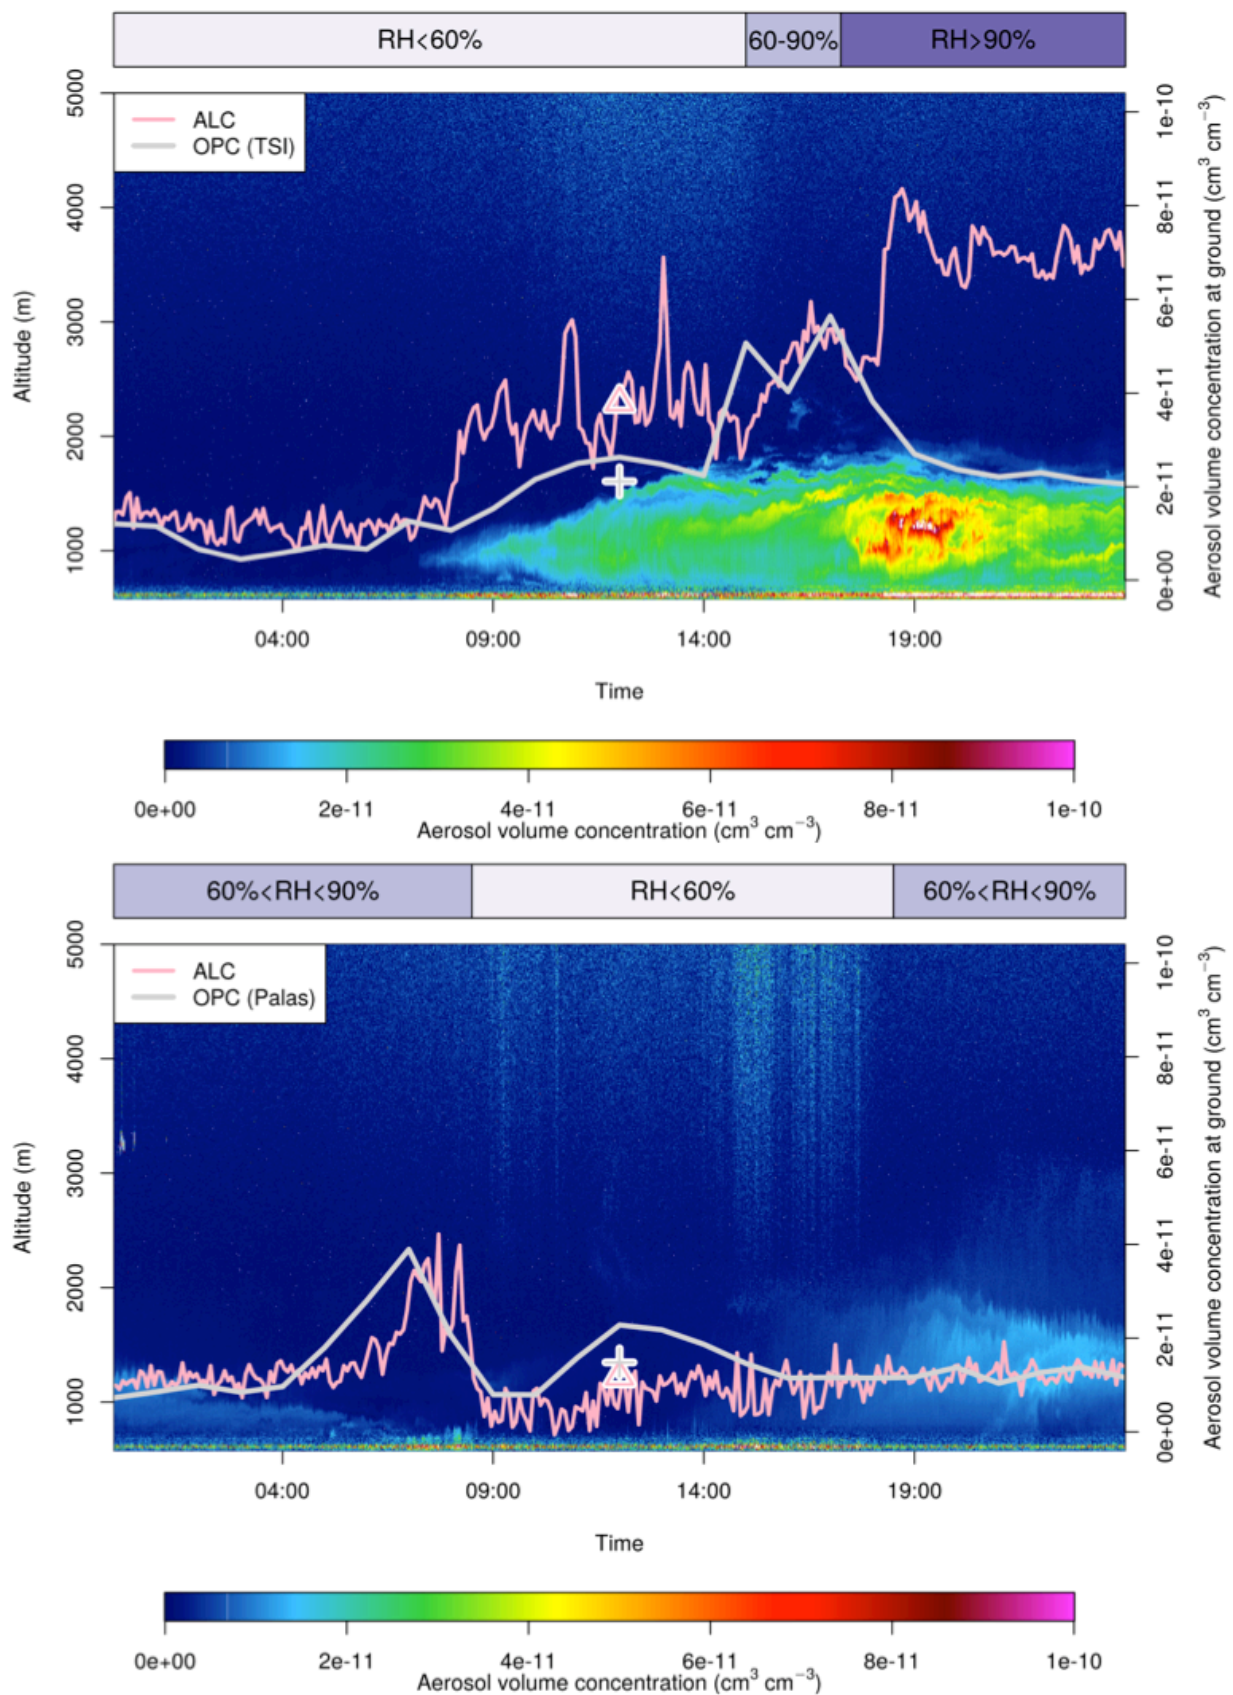 RH<60%
60-90%
RH>90%
5000
4000
3000
2000
1000
Altitude (m)
ALC
OPC (TSI)
1e-10
8e-11
6e-11
4e-11
2e-11
0e+00
Aerosol volume concentration at ground (cm³ cm⁻³)
04:00
09:00
14:00
19:00
Time
0e+00
2e-11
4e-11
6e-11
8e-11
1e-10
Aerosol volume concentration (cm³ cm⁻³)
60%<RH<90%
RH<60%
60%<RH<90%
5000
4000
3000
2000
1000
Altitude (m)
ALC
OPC (Palas)
1e-10
8e-11
6e-11
4e-11
2e-11
0e+00
Aerosol volume concentration at ground (cm³ cm⁻³)
04:00
09:00
14:00
19:00
Time
0e+00
2e-11
4e-11
6e-11
8e-11
1e-10
Aerosol volume concentration (cm³ cm⁻³)